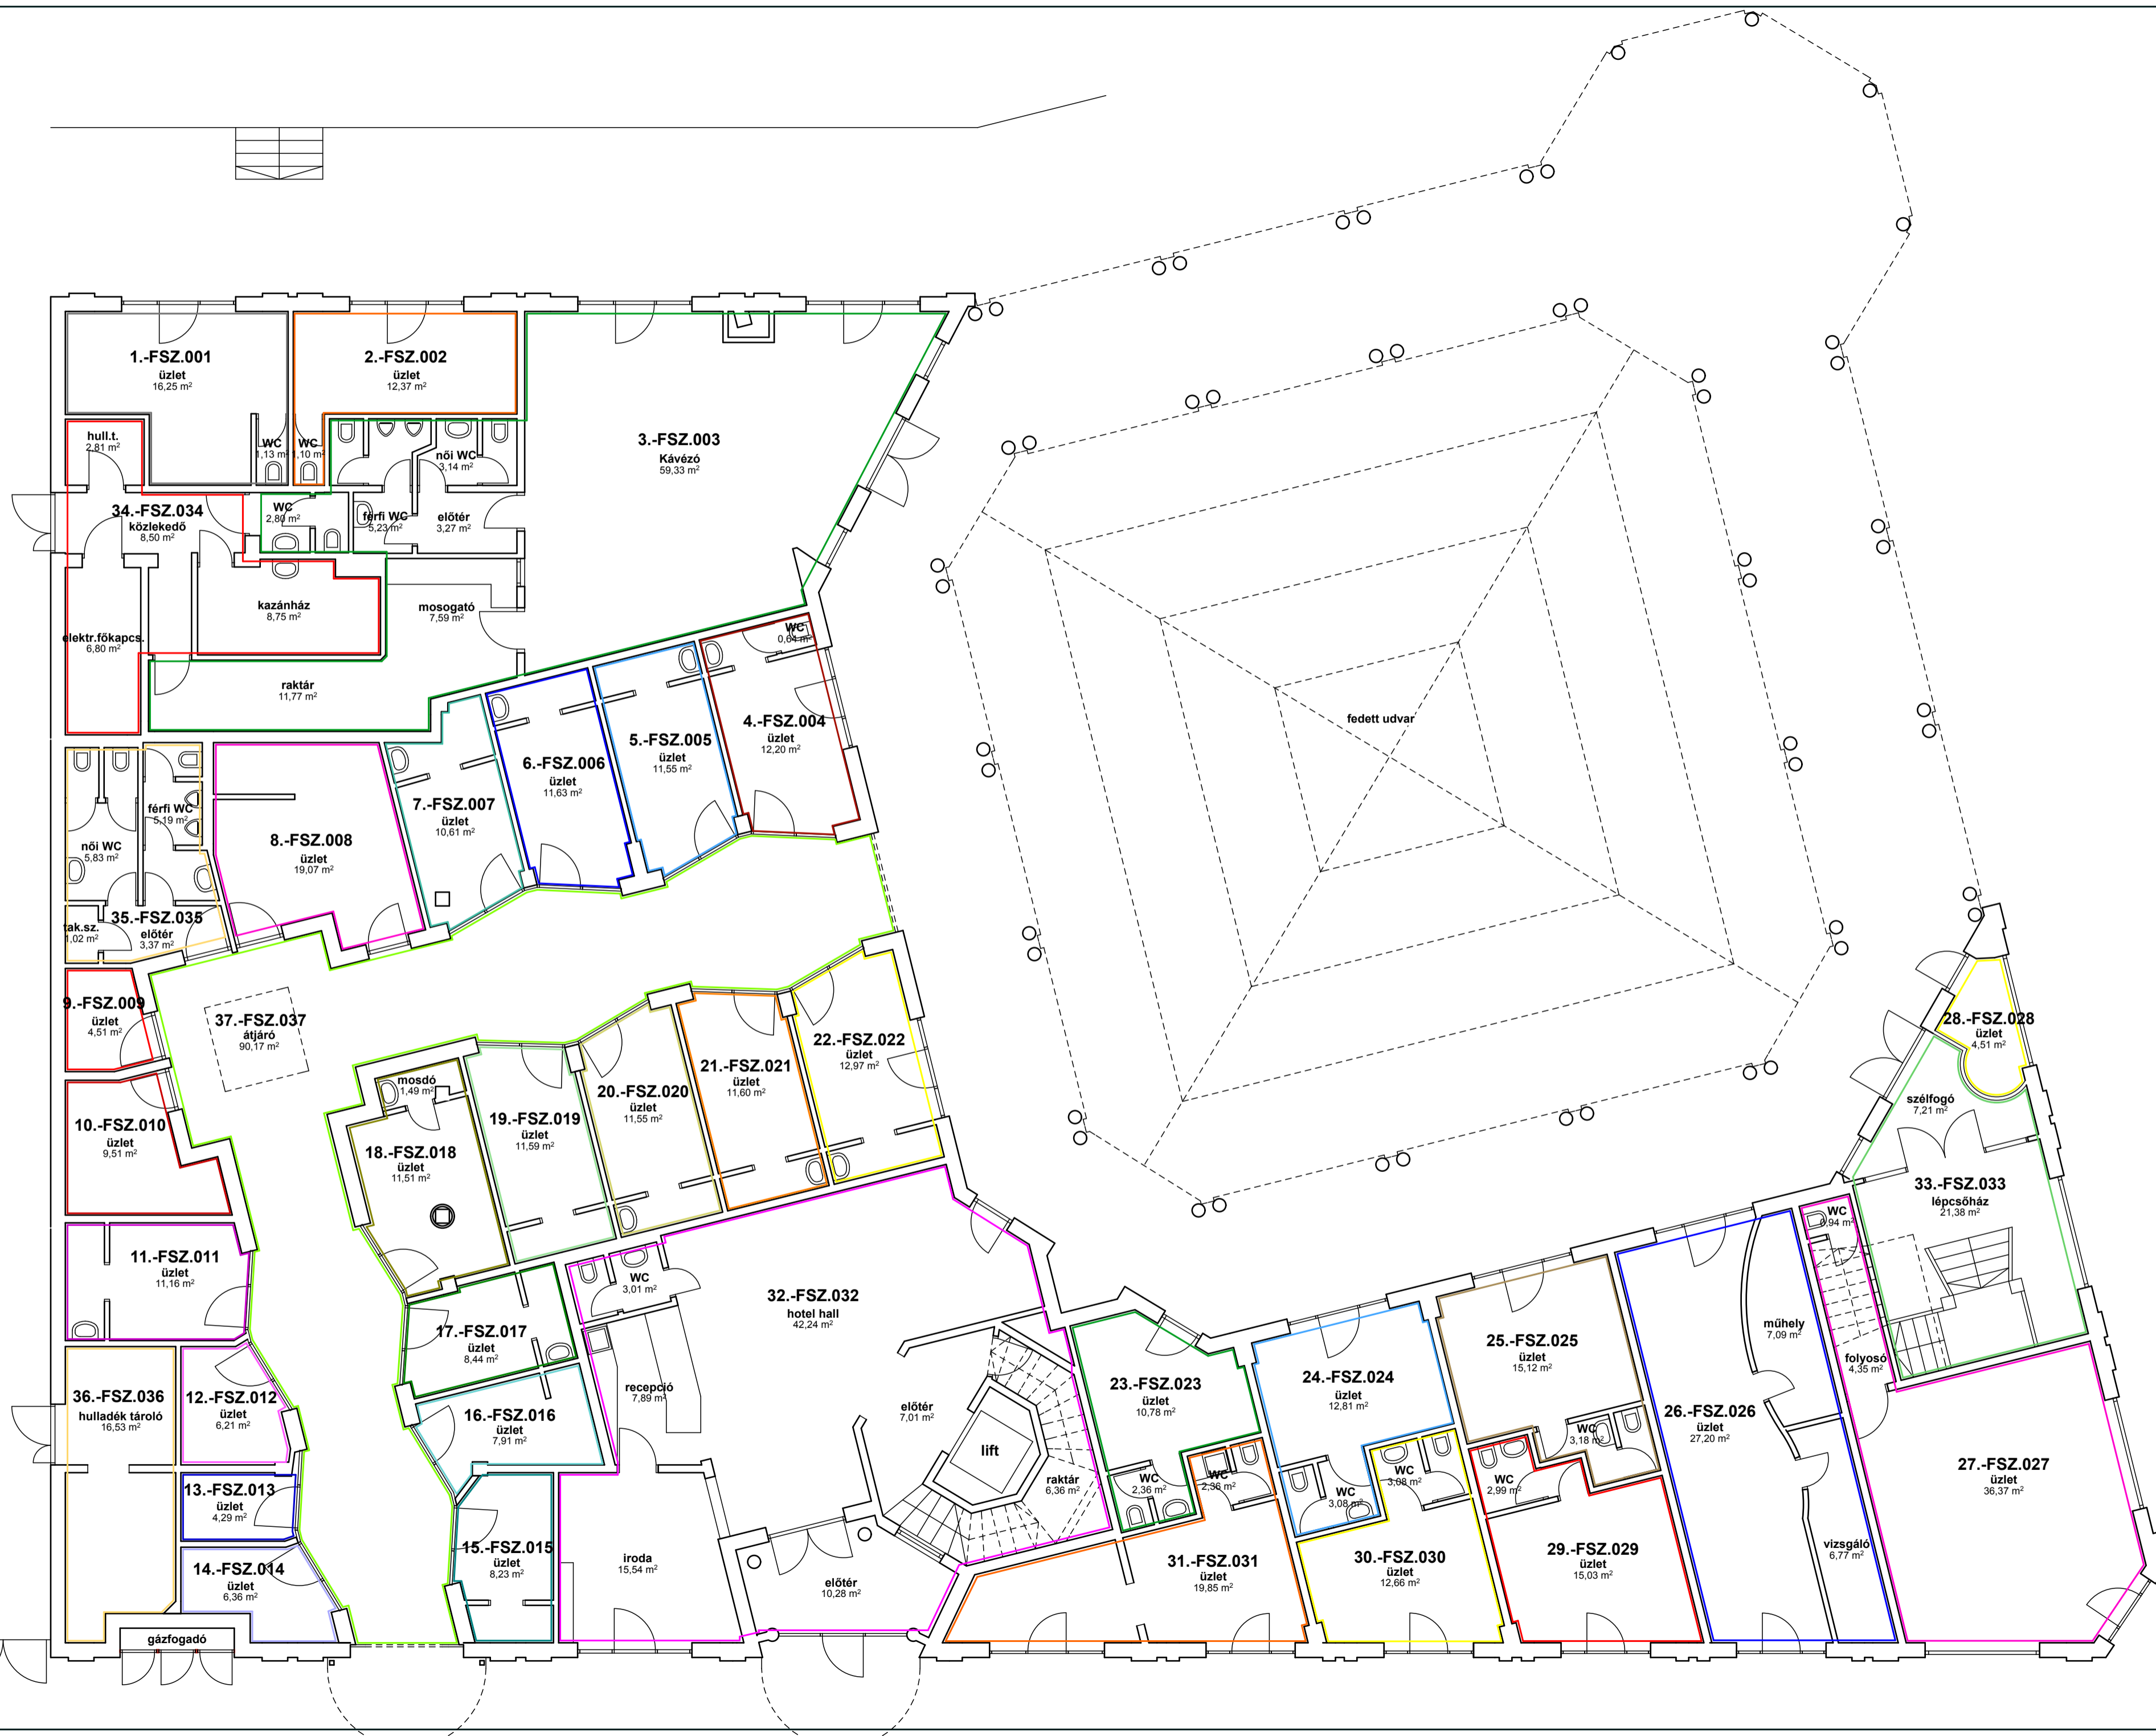 1.-FSZ.001
üzlet
16,25 m²
2.-FSZ.002
üzlet
12,37 m²
3.-FSZ.003
Kávézó
59,33 m²
hull.t.
2,81 m²
WC
1,13 m²
WC
1,10 m²
női WC
3,14 m²
34.-FSZ.034
közlekedő
8,50 m²
WC
2,80 m²
férfi WC
5,23 m²
előtér
3,27 m²
kazánház
8,75 m²
mosogató
7,59 m²
elektr.főkapcs.
6,80 m²
raktár
11,77 m²
WC
0,64 m²
4.-FSZ.004
üzlet
12,20 m²
5.-FSZ.005
üzlet
11,55 m²
6.-FSZ.006
üzlet
11,63 m²
7.-FSZ.007
üzlet
10,61 m²
8.-FSZ.008
üzlet
19,07 m²
férfi WC
5,19 m²
női WC
5,83 m²
tak.sz.
1,02 m²
35.-FSZ.035
előtér
3,37 m²
fedett udvar
9.-FSZ.009
üzlet
4,51 m²
37.-FSZ.037
átjáró
90,17 m²
10.-FSZ.010
üzlet
9,51 m²
mosdó
1,49 m²
18.-FSZ.018
üzlet
11,51 m²
19.-FSZ.019
üzlet
11,59 m²
20.-FSZ.020
üzlet
11,55 m²
21.-FSZ.021
üzlet
11,60 m²
22.-FSZ.022
üzlet
12,97 m²
28.-FSZ.028
üzlet
4,51 m²
szélfogó
7,21 m²
33.-FSZ.033
lépcsőház
21,38 m²
WC
0,94 m²
11.-FSZ.011
üzlet
11,16 m²
17.-FSZ.017
üzlet
8,44 m²
WC
3,01 m²
32.-FSZ.032
hotel hall
42,24 m²
recepció
7,89 m²
előtér
7,01 m²
lift
raktár
6,36 m²
23.-FSZ.023
üzlet
10,78 m²
24.-FSZ.024
üzlet
12,81 m²
25.-FSZ.025
üzlet
15,12 m²
műhely
7,09 m²
folyosó
4,35 m²
26.-FSZ.026
üzlet
27,20 m²
27.-FSZ.027
üzlet
36,37 m²
36.-FSZ.036
hulladék tároló
16,53 m²
12.-FSZ.012
üzlet
6,21 m²
16.-FSZ.016
üzlet
7,91 m²
WC
2,36 m²
WC
2,36 m²
WC
3,08 m²
WC
3,08 m²
WC
2,99 m²
WC
3,18 m²
13.-FSZ.013
üzlet
4,29 m²
14.-FSZ.014
üzlet
6,36 m²
15.-FSZ.015
üzlet
8,23 m²
iroda
15,54 m²
előtér
10,28 m²
31.-FSZ.031
üzlet
19,85 m²
30.-FSZ.030
üzlet
12,66 m²
29.-FSZ.029
üzlet
15,03 m²
vizsgáló
6,77 m²
gázfogadó